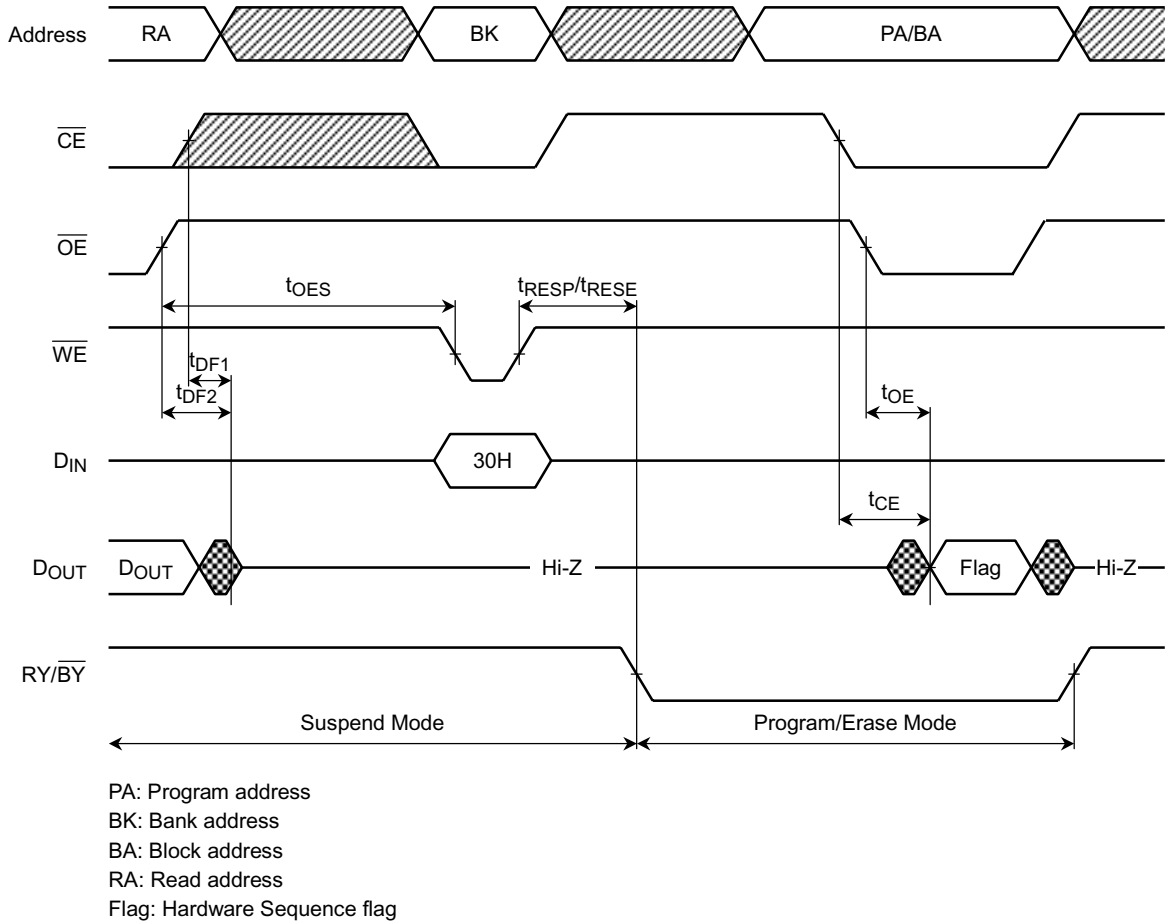 Address RA BK PA/BA
CE
OE
tOES tRESP/tRESE
WE
tDF1
tDF2 tOE
DIN 30H
tCE
DOUT DOUT Hi-Z Flag Hi-Z
RY/BY
Suspend Mode Program/Erase Mode
PA: Program address
BK: Bank address
BA: Block address
RA: Read address
Flag: Hardware Sequence flag